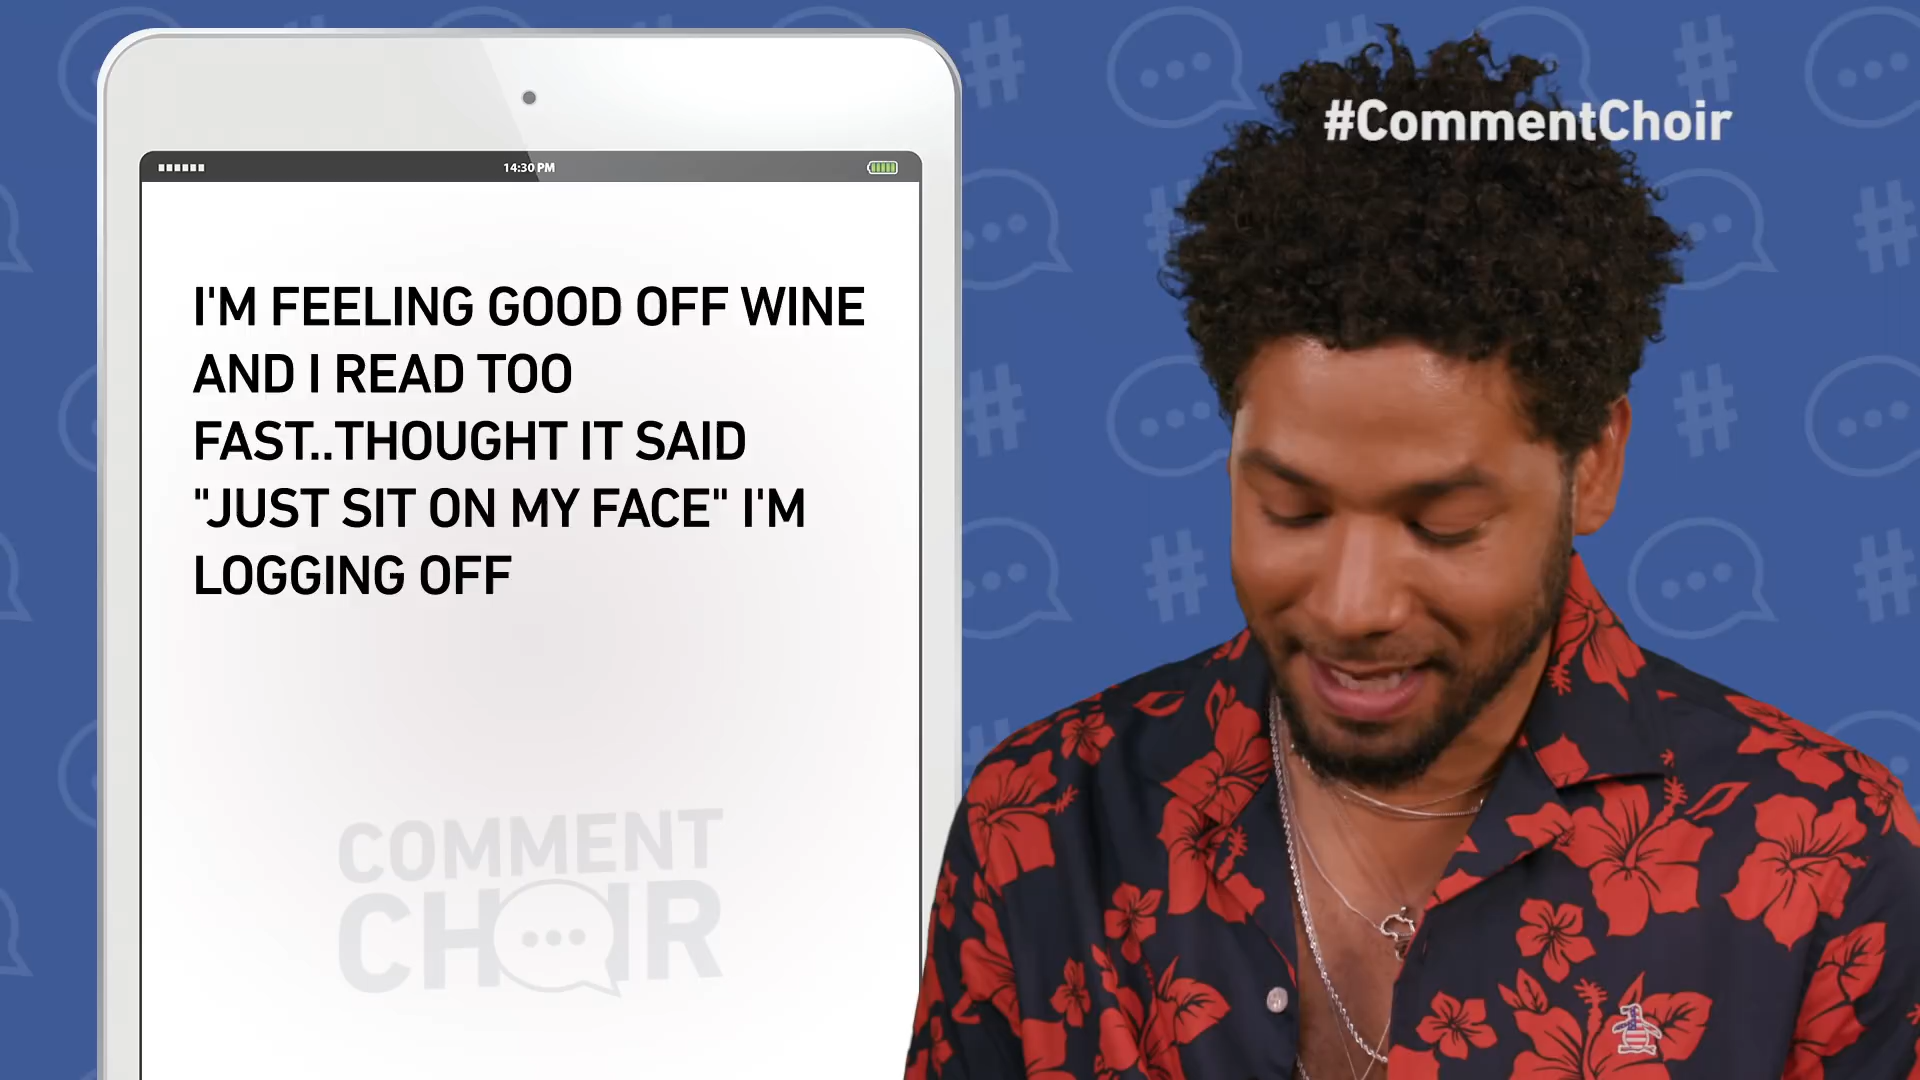 #CommentChoir
14:30 PM
I'M FEELING GOOD OFF WINE
AND I READ TOO
FAST..THOUGHT IT SAID
"JUST SIT ON MY FACE" I'M
LOGGING OFF
COMMENT
CHOIR